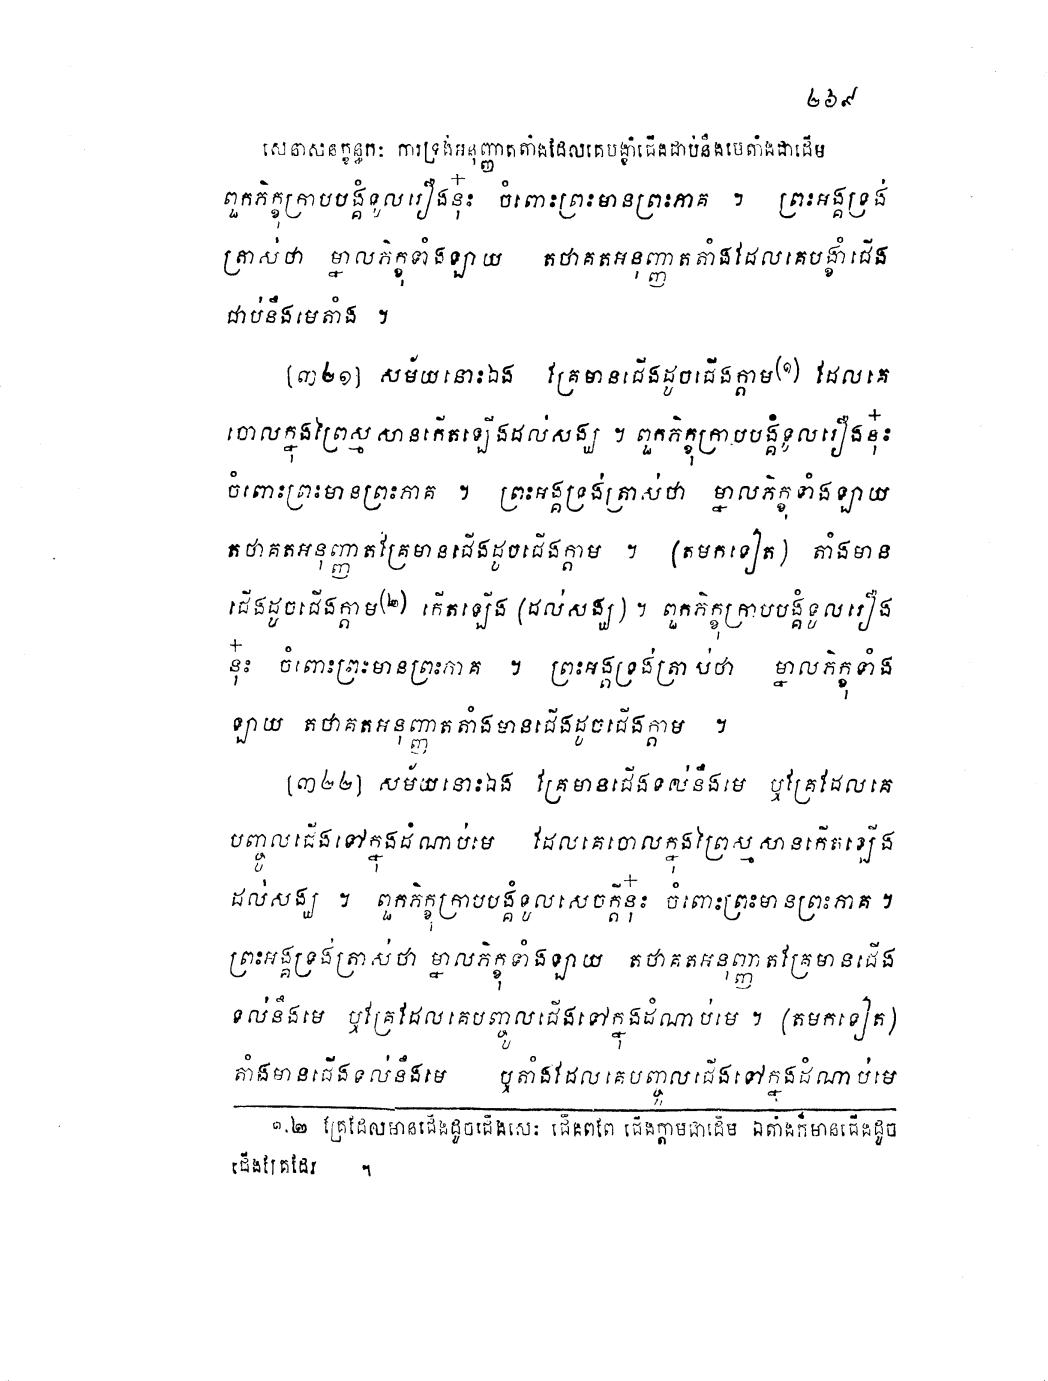 ២៦៩
សេនាសនក្ខន្ធកៈ ការទ្រង់អនុញ្ញាតតាំងដែលគេបង្ខាំជើងជាប់នឹងមេតាំងជាដើម
ពួកភិក្ខុក្រាបបង្គំទូលរឿងនុ៎ះ ចំពោះព្រះមានព្រះភាគ ។ ព្រះអង្គទ្រង់
ត្រាស់ថា ម្នាលភិក្ខុទាំងឡាយ តថាគតអនុញ្ញាតតាំងដែលគេបង្ខាំជើង
ជាប់នឹងមេតាំង ។
[៣២១] សម័យនោះឯង គ្រែមានជើងដូចជើងក្តាម(១) ដែលគេ
ចោលក្នុងព្រៃស្មសានកើតឡើងដល់សង្ឃ ។ ពួកភិក្ខុក្រាបបង្គំទូលរឿងនុ៎ះ
ចំពោះព្រះមានព្រះភាគ ។ ព្រះអង្គទ្រង់ត្រាស់ថា ម្នាលភិក្ខុទាំងឡាយ
តថាគតអនុញ្ញាតគ្រែមានជើងដូចជើងក្តាម ។ (តមកទៀត) តាំងមាន
ជើងដូចជើងក្តាម(២) កើតឡើង (ដល់សង្ឃ) ។ ពួកភិក្ខុក្រាបបង្គំទូលរឿង
នុ៎ះ ចំពោះព្រះមានព្រះភាគ ។ ព្រះអង្គទ្រង់ត្រាស់ថា ម្នាលភិក្ខុទាំង
ឡាយ តថាគតអនុញ្ញាតតាំងមានជើងដូចជើងក្តាម ។
[៣២២] សម័យនោះឯង គ្រែមានជើងទល់នឹងមេ ឬគ្រែដែលគេ
បញ្ចូលជើងទៅក្នុងដំណាប់មេ ដែលគេចោលក្នុងព្រៃស្មសានកើតឡើង
ដល់សង្ឃ ។ ពួកភិក្ខុក្រាបបង្គំទូលសេចក្តីនុ៎ះ ចំពោះព្រះមានព្រះភាគ ។
ព្រះអង្គទ្រង់ត្រាស់ថា ម្នាលភិក្ខុទាំងឡាយ តថាគតអនុញ្ញាតគ្រែមានជើង
ទល់នឹងមេ ឬគ្រែដែលគេបញ្ចូលជើងទៅក្នុងដំណាប់មេ ។ (តមកទៀត)
តាំងមានជើងទល់នឹងមេ ឬតាំងដែលគេបញ្ចូលជើងទៅក្នុងដំណាប់មេ
១.២ គ្រែដែលមានជើងដូចជើងសេះ ជើងពពែ ជើងក្តាមជាដើម ឯតាំងក៏មានជើងដូច
ជើងគ្រែដែរ ។